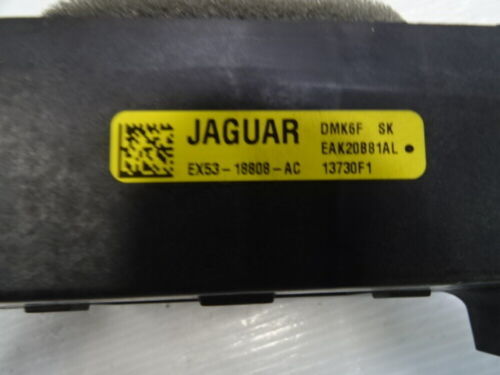 JAGUAR
EX53-18808-AC
DMK6F SK
EAK20B81AL
13730F1